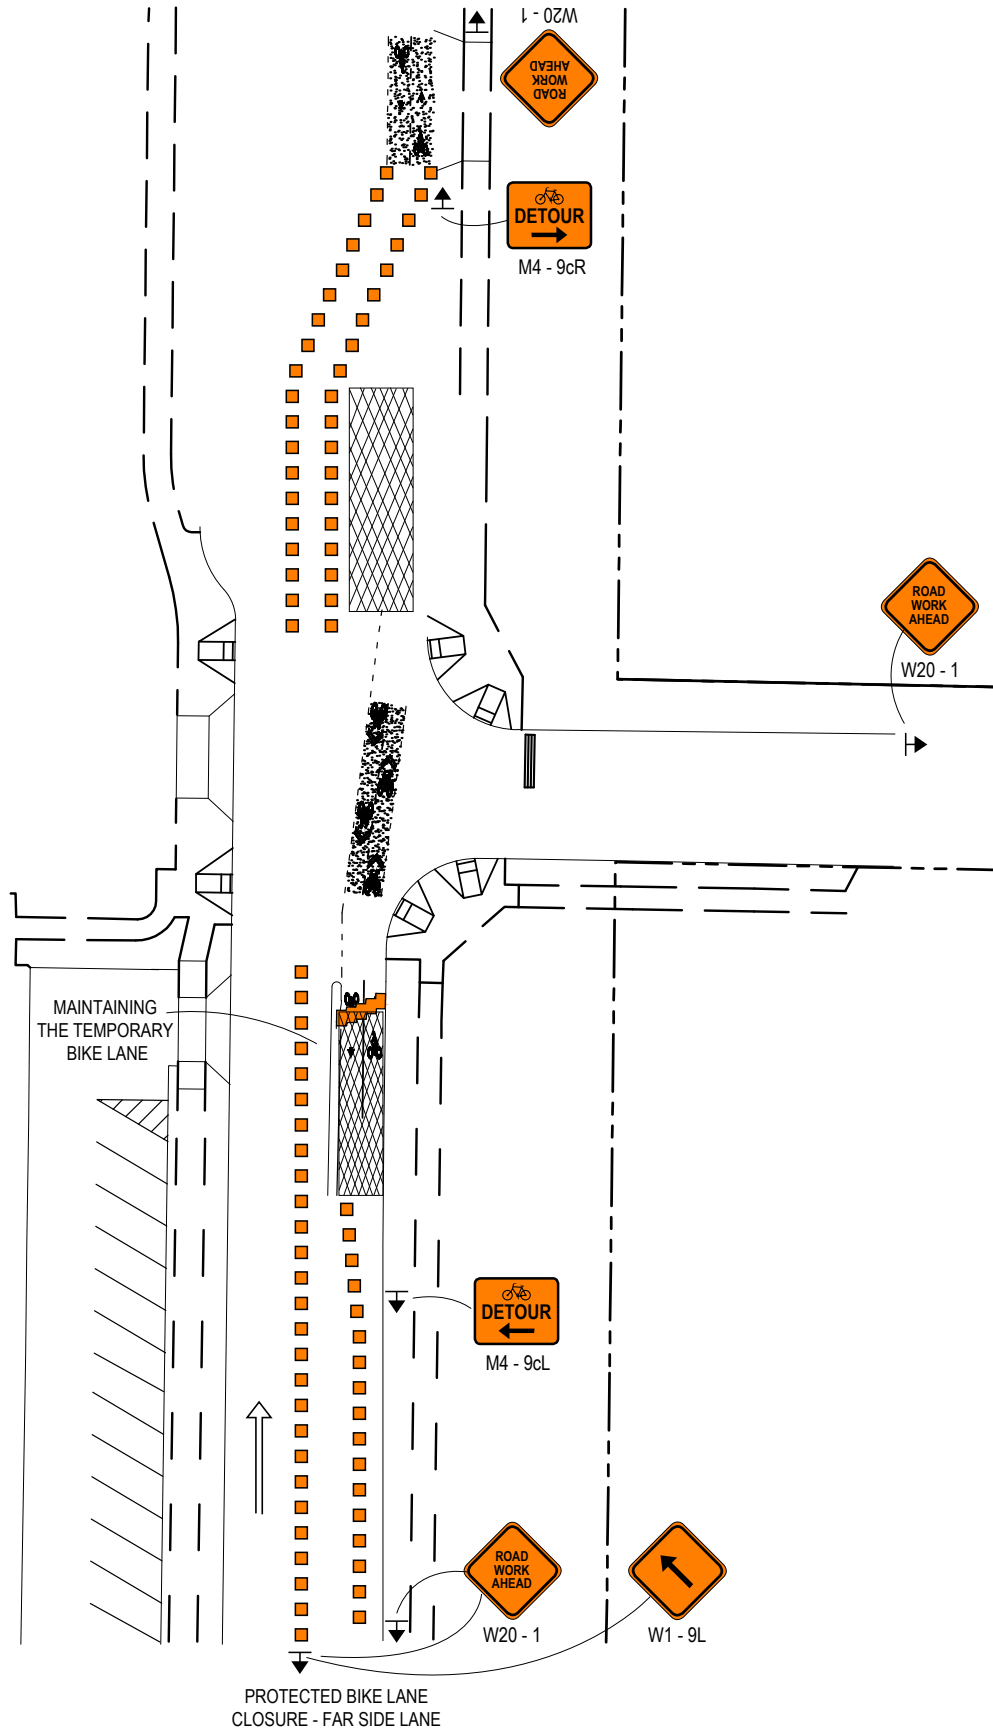 W20 - 1
ROAD
WORK
AHEAD
DETOUR
M4 - 9cR
ROAD
WORK
AHEAD
W20 - 1
MAINTAINING
THE TEMPORARY
BIKE LANE
DETOUR
M4 - 9cL
ROAD
WORK
AHEAD
W20 - 1
W1 - 9L
PROTECTED BIKE LANE
CLOSURE - FAR SIDE LANE